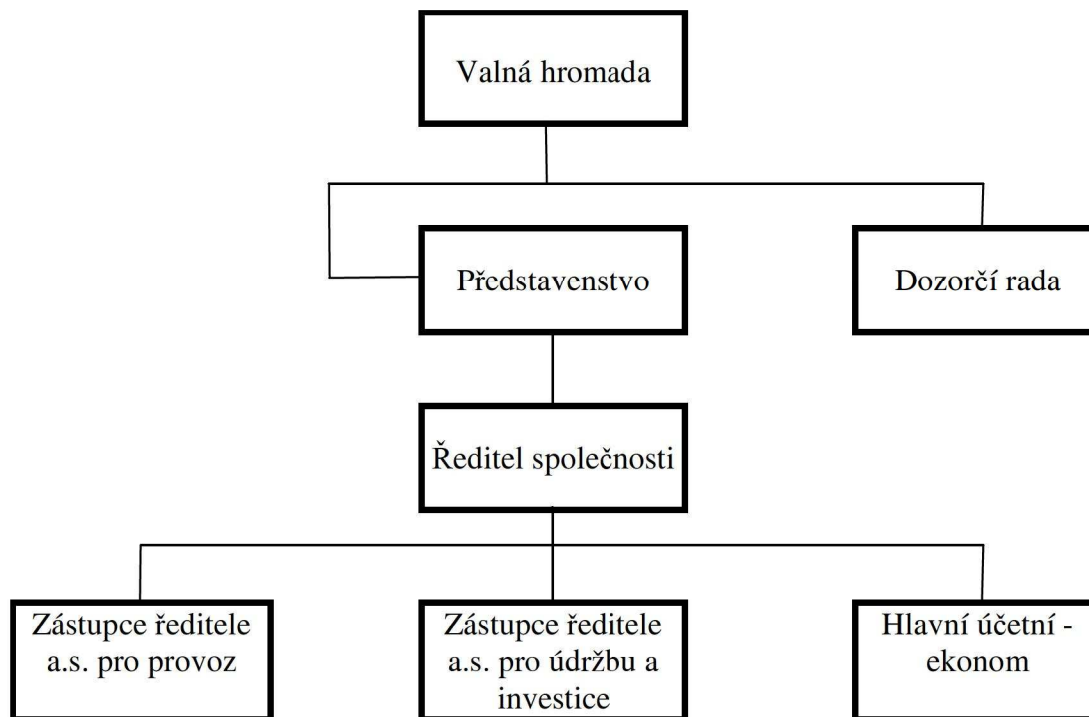 Valná hromada
Představenstvo
Dozorčí rada
Ředitel společnosti
Zástupce ředitele
a.s. pro provoz
Zástupce ředitele
a.s. pro údržbu a
investice
Hlavní účetní -
ekonom